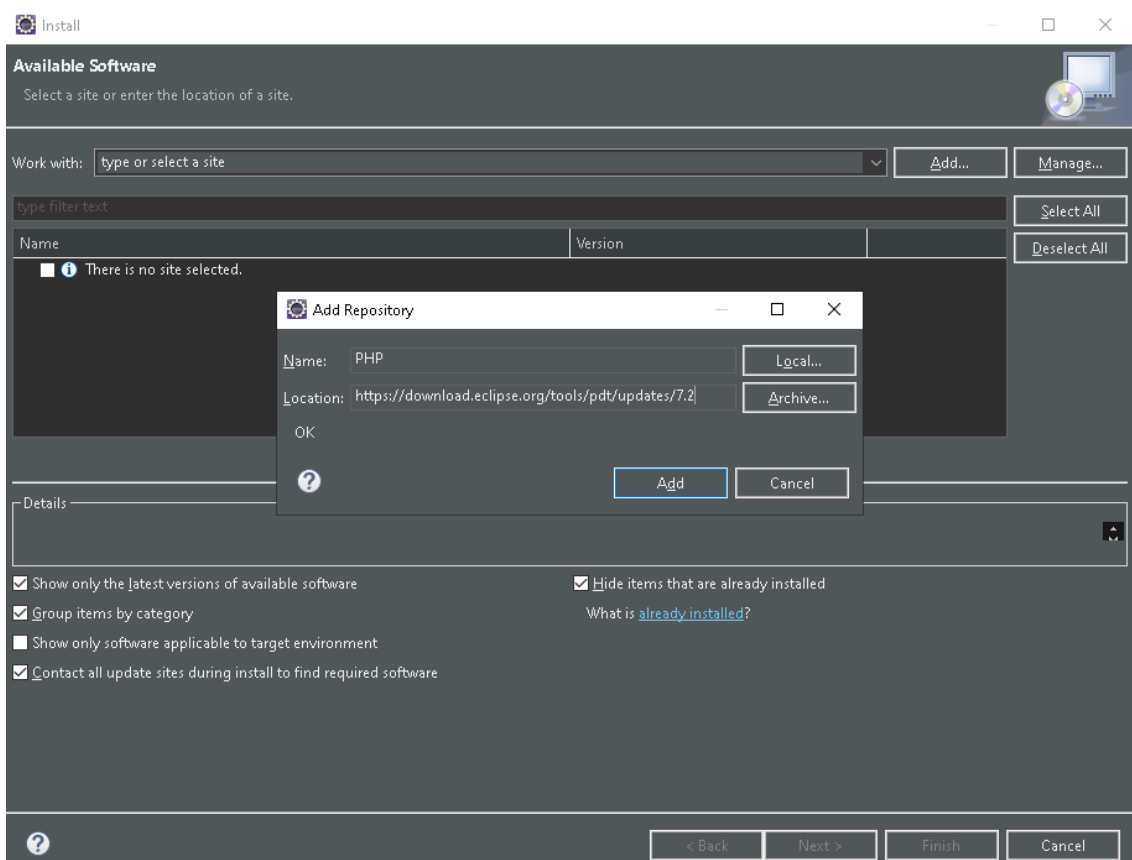 Install
Available Software
Select a site or enter the location of a site.
Work with: type or select a site Add... Manage...
type filter text Select All
Name Version Deselect All
There is no site selected.
Add Repository
Name: PHP Local...
Location: https://download.eclipse.org/tools/pdt/updates/7.2 Archive...
OK
Add Cancel
Details
Show only the latest versions of available software Hide items that are already installed
Group items by category What is already installed?
Show only software applicable to target environment
Contact all update sites during install to find required software
< Back Next > Finish Cancel